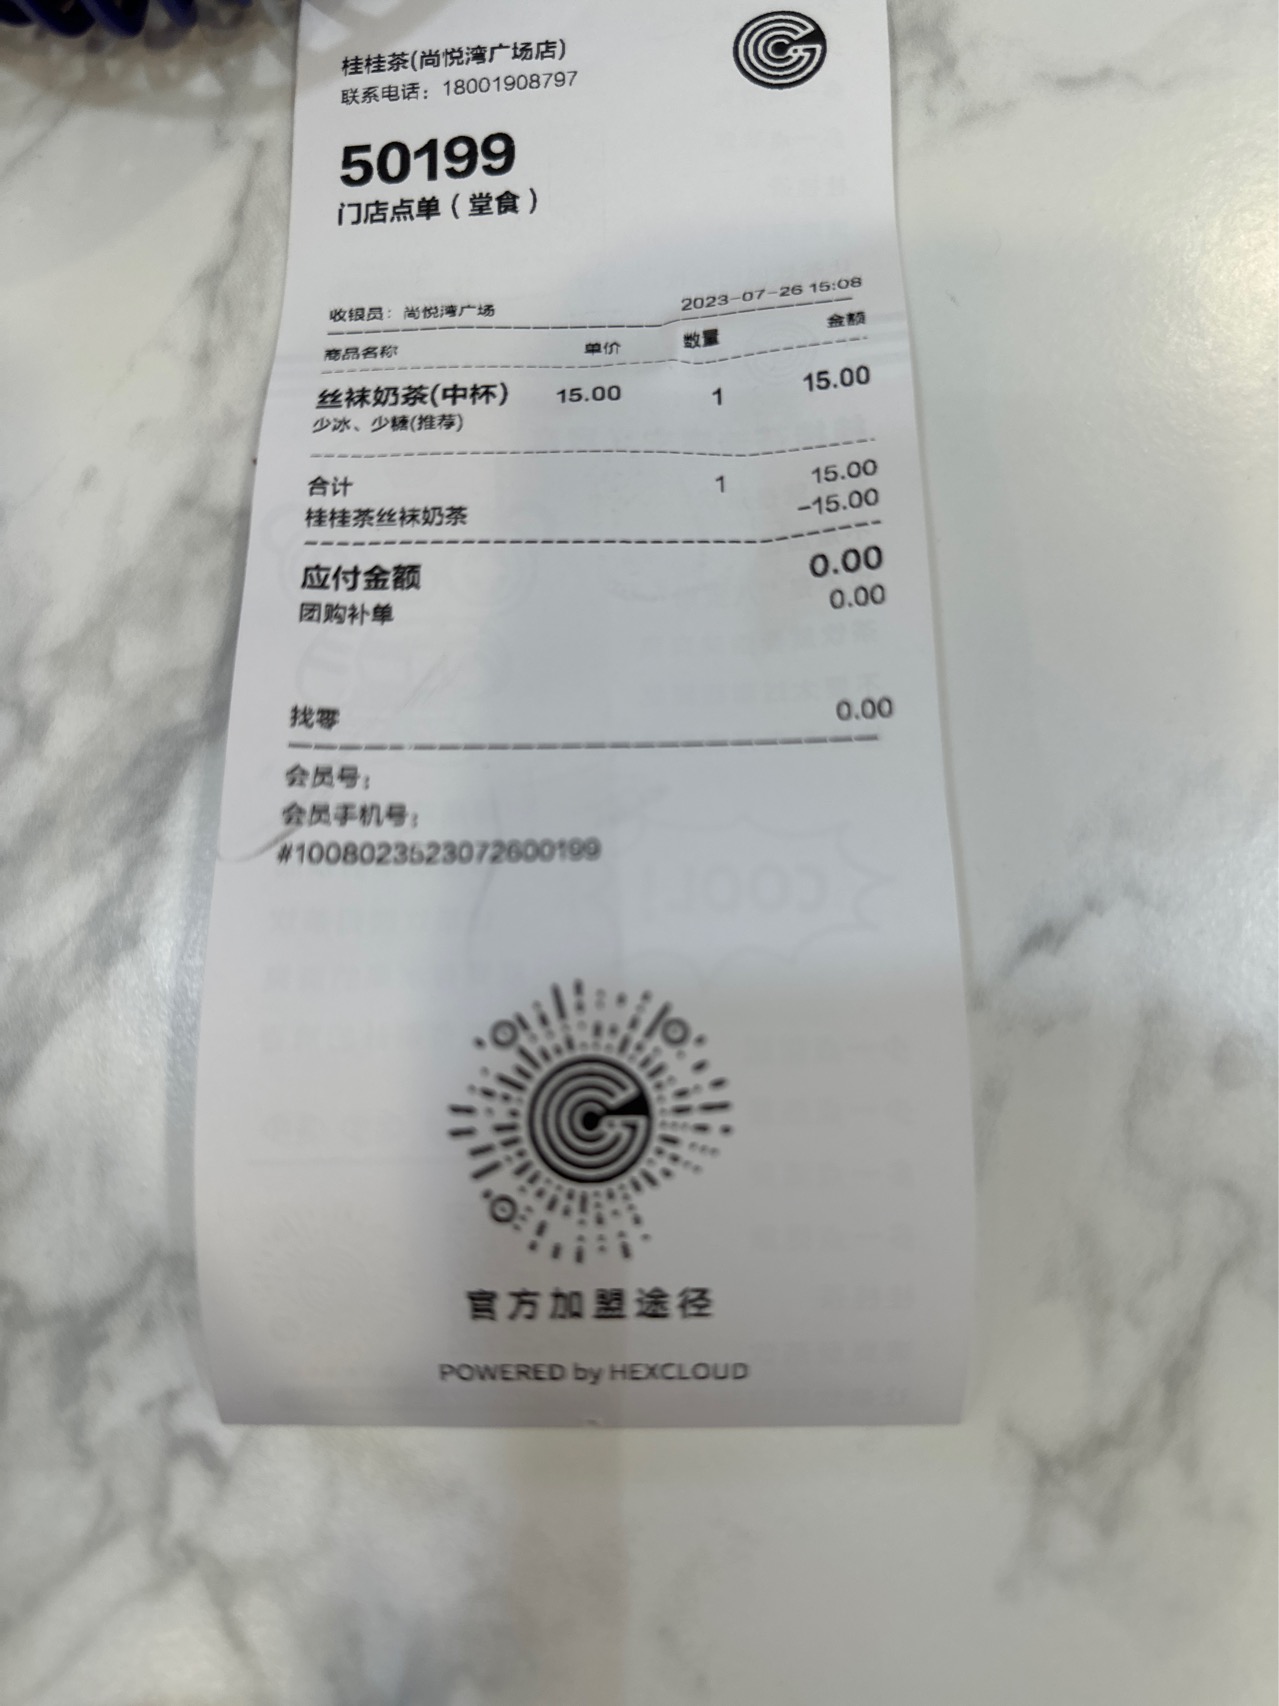 桂桂茶(尚悦湾广场店)
联系电话：18001908797
50199
门店点单（堂食）
收银员：尚悦湾广场 2023-07-26 15:08
商品名称 单价 数量 金额
丝袜奶茶(中杯) 15.00 1 15.00
少冰、少糖(推荐)
合计 1 15.00
桂桂茶丝袜奶茶 -15.00
应付金额 0.00
团购补单 0.00
找零 0.00
会员号：
会员手机号：
#1008023523072600199
官方加盟途径
POWERED by HEXCLOUD